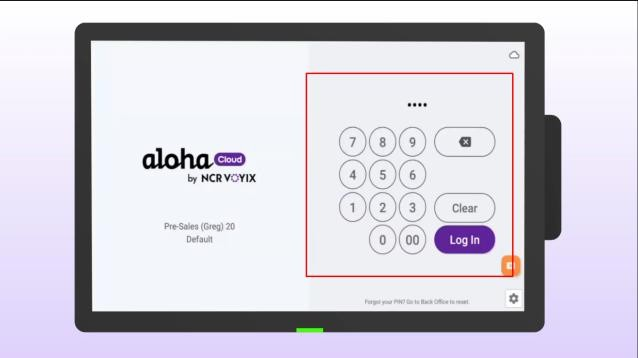 aloha Cloud
by NCR VOYIX
Pre-Sales (Greg) 20
Default
••••
7 8 9
4 5 6
1 2 3 Clear
0 00 Log In
Forgot your PIN? Go to Back Office to reset.